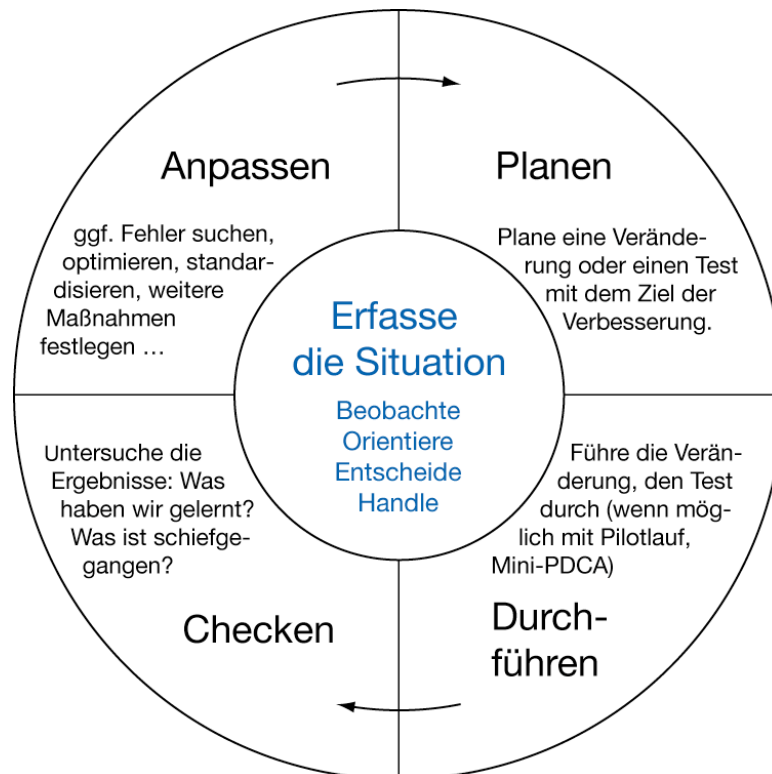 Anpassen
ggf. Fehler suchen,
optimieren, standar-
disieren, weitere
Maßnahmen
festlegen …
Planen
Plane eine Verände-
rung oder einen Test
mit dem Ziel der
Verbesserung.
Erfasse
die Situation
Beobachte
Orientiere
Entscheide
Handle
Untersuche die
Ergebnisse: Was
haben wir gelernt?
Was ist schiefge-
gangen?
Checken
Führe die Verän-
derung, den Test
durch (wenn mög-
lich mit Pilotlauf,
Mini-PDCA)
Durch-
führen